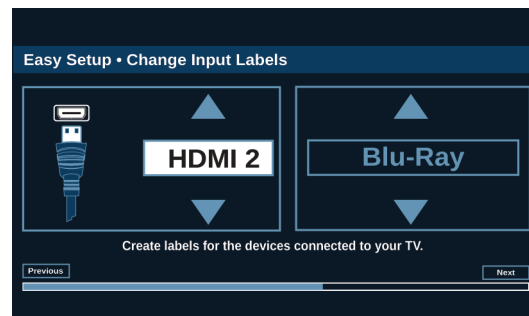 Easy Setup • Change Input Labels
HDMI 2
Blu-Ray
Create labels for the devices connected to your TV.
Previous
Next